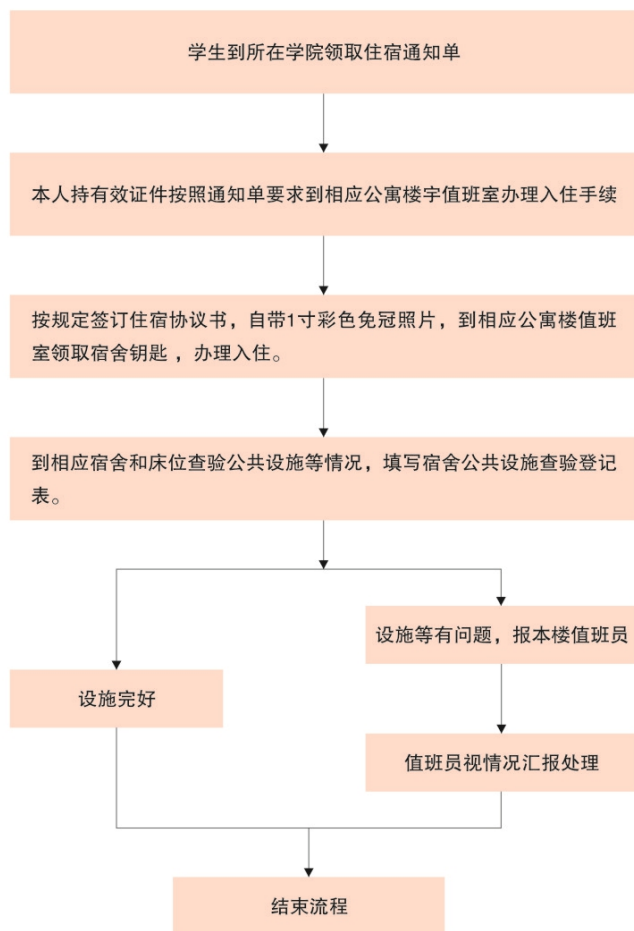 学生到所在学院领取住宿通知单
本人持有效证件按照通知单要求到相应公寓楼宇值班室办理入住手续
按规定签订住宿协议书，自带1寸彩色免冠照片，到相应公寓楼值班
室领取宿舍钥匙，办理入住。
到相应宿舍和床位查验公共设施等情况，填写宿舍公共设施查验登记
表。
设施等有问题，报本楼值班员
设施完好
值班员视情况汇报处理
结束流程